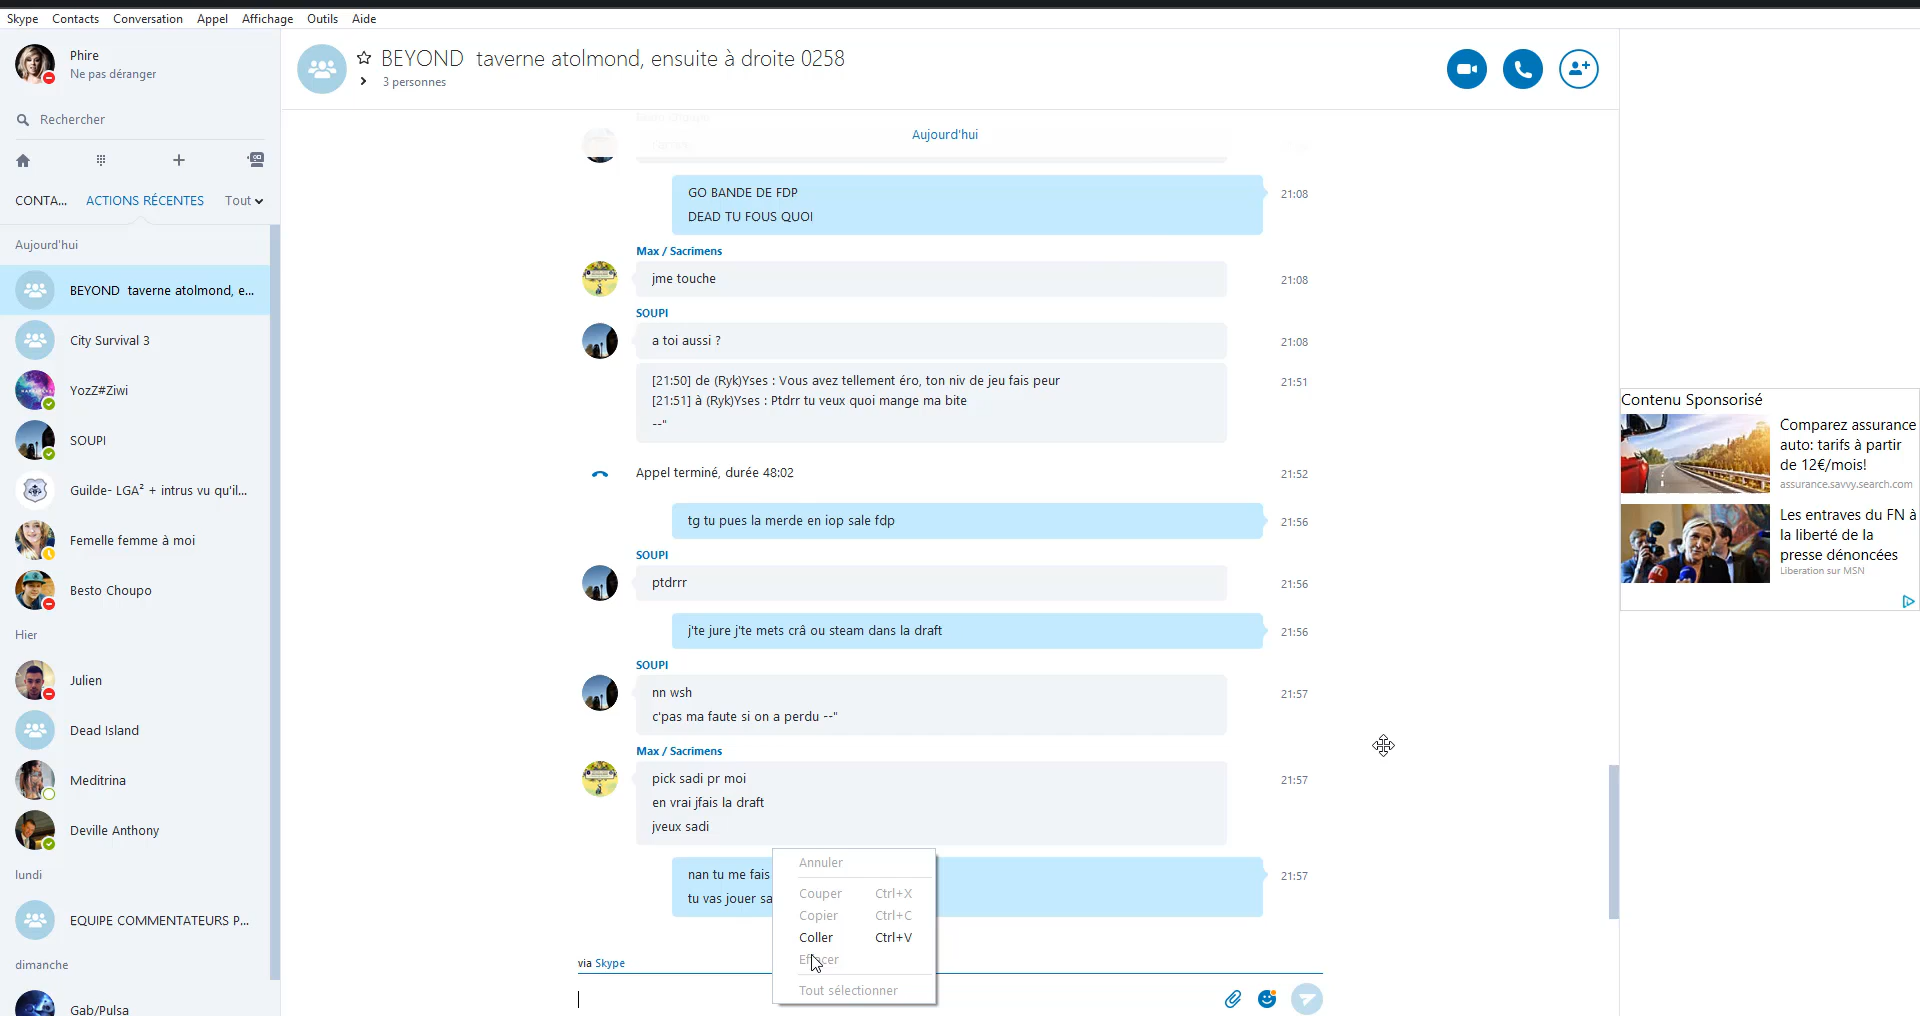 Skype Contacts Conversation Appel Affichage Outils Aide
Phire
Ne pas déranger
Rechercher
CONTA... ACTIONS RÉCENTES Tout
Aujourd'hui
BEYOND taverne atolmond, e...
City Survival 3
YozZ#Ziwi
SOUPI
Guilde- LGA² + intrus vu qu'il...
Femelle femme à moi
Besto Choupo
Hier
Julien
Dead Island
Meditrina
Deville Anthony
lundi
EQUIPE COMMENTATEURS P...
dimanche
Gab/Pulsa
BEYOND taverne atolmond, ensuite à droite 0258
3 personnes
Aujourd'hui
GO BANDE DE FDP 21:08
DEAD TU FOUS QUOI
Max / Sacrimens
jme touche 21:08
SOUPI
a toi aussi ? 21:08
[21:50] de (Ryk)Yses : Vous avez tellement éro, ton niv de jeu fais peur 21:51
[21:51] à (Ryk)Yses : Ptdrr tu veux quoi mange ma bite
--"
Appel terminé, durée 48:02 21:52
tg tu pues la merde en iop sale fdp 21:56
SOUPI
ptdrrr 21:56
j'te jure j'te mets crâ ou steam dans la draft 21:56
SOUPI
nn wsh 21:57
c'pas ma faute si on a perdu --"
Max / Sacrimens
pick sadi pr moi 21:57
en vrai jfais la draft
jveux sadi
nan tu me fais 21:57
tu vas jouer sa
Annuler
Couper Ctrl+X
Copier Ctrl+C
Coller Ctrl+V
Effacer
Tout sélectionner
via Skype
Contenu Sponsorisé
Comparez assurance
auto: tarifs à partir
de 12€/mois!
assurance.savvy.search.com
Les entraves du FN à
la liberté de la
presse dénoncées
Liberation sur MSN